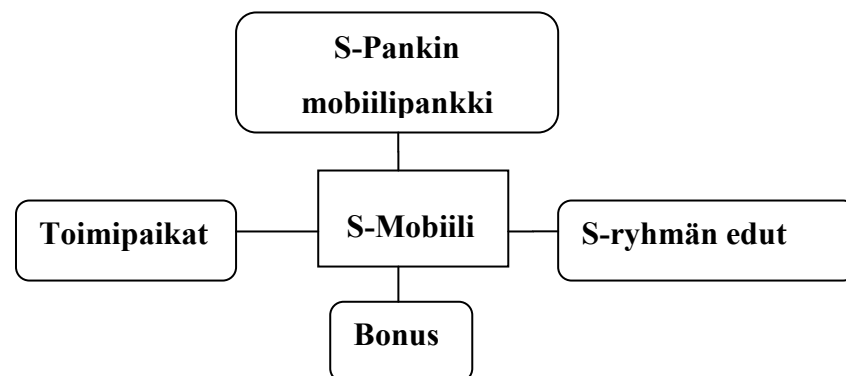 S-Pankin
mobiilipankki
Toimipaikat
S-Mobiili
S-ryhmän edut
Bonus